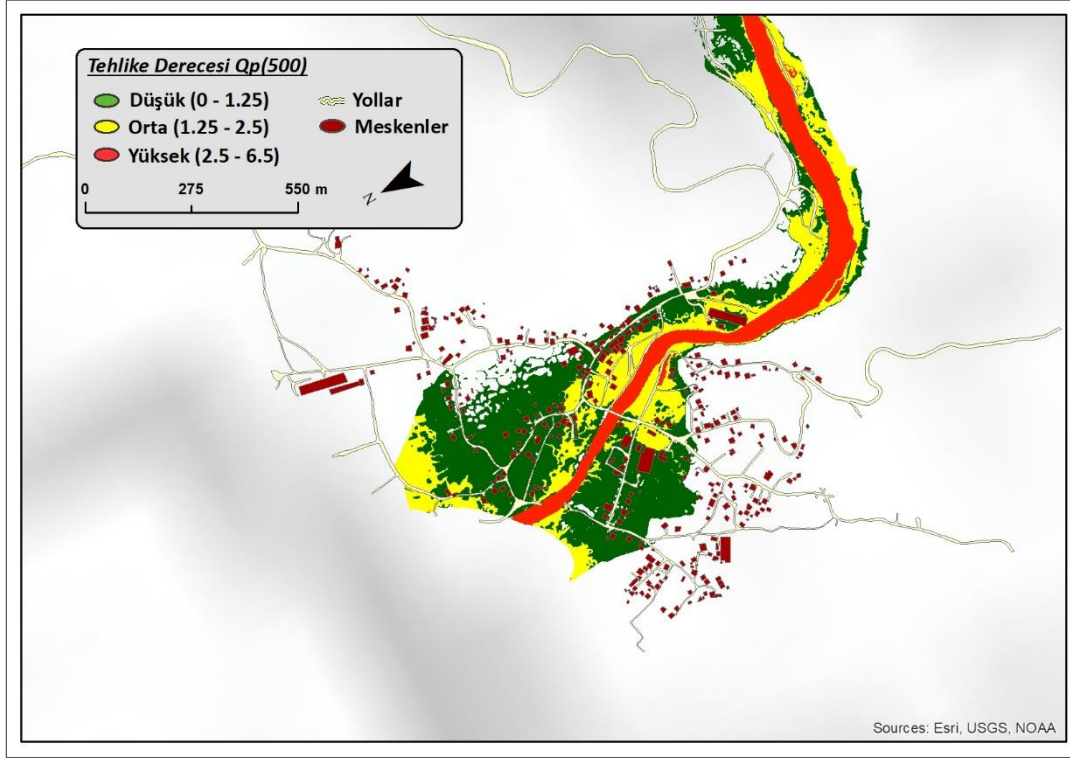 Tehlike Derecesi Qp(500)
Düşük (0 - 1.25)
Yollar
Orta (1.25 - 2.5)
Meskenler
Yüksek (2.5 - 6.5)
0 275 550 m
N
Sources: Esri, USGS, NOAA